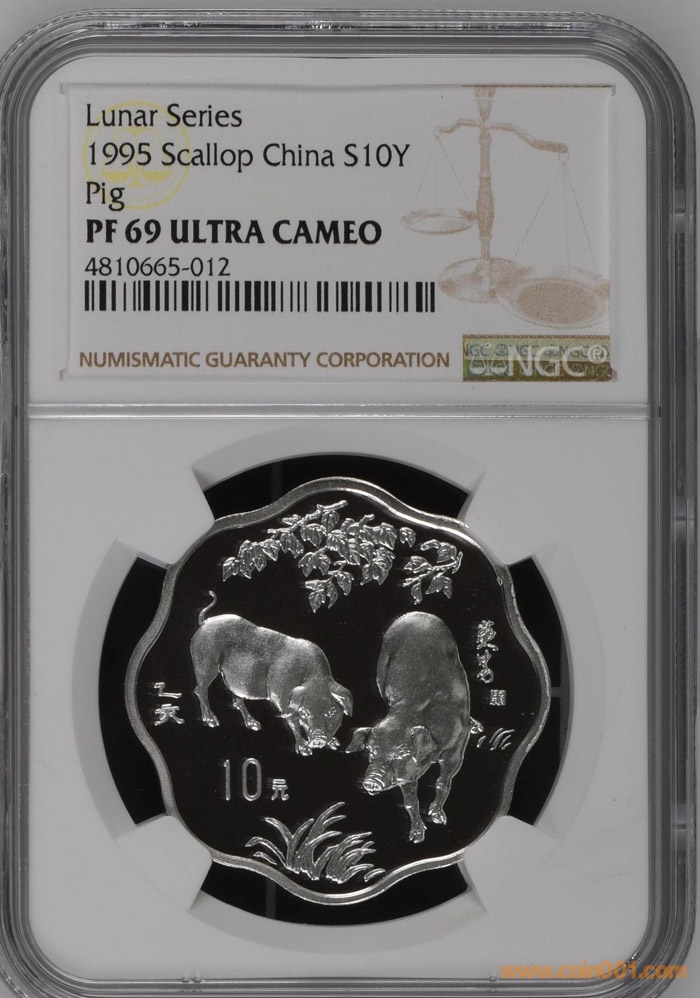 Lunar Series
1995 Scallop China S10Y
Pig
PF 69 ULTRA CAMEO
4810665-012
NUMISMATIC GUARANTY CORPORATION
NGC®
乙亥
10元
www.coin001.com